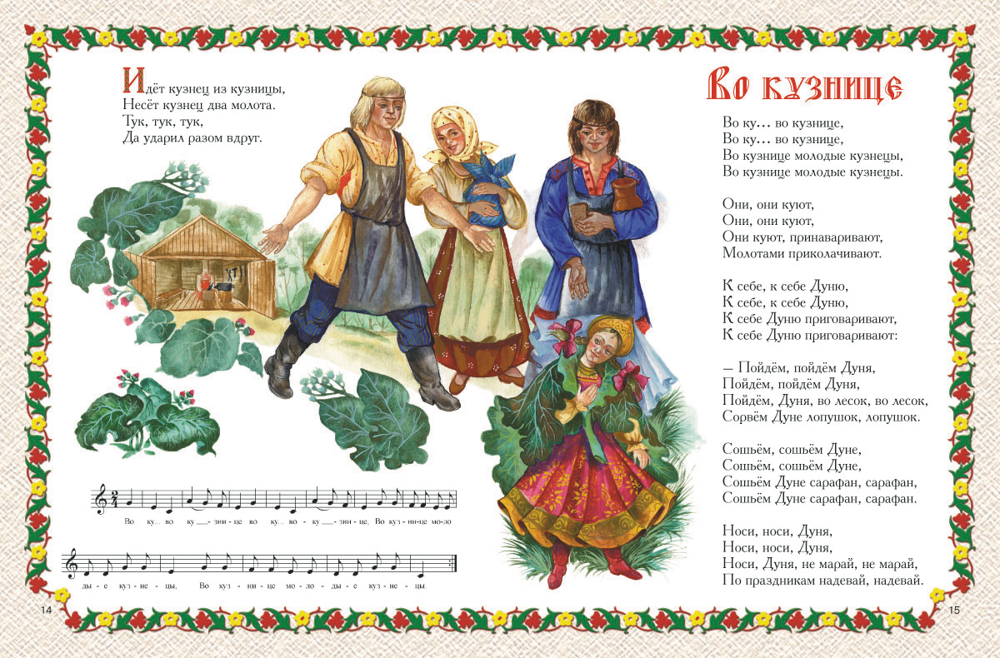 Идёт кузнец из кузницы,
Несёт кузнец два молота.
Тук, тук, тук,
Да ударил разом вдруг.
Во ку... во ку - зни - це во ку... во - ку - зни - це, Во куз - ни-це мо-ло
ды - е куз - не - цы, Во куз - ни - це мо - ло - ды - е куз - не - цы.
14
Во кузнице
Во ку... во кузнице,
Во ку... во кузнице,
Во кузнице молодые кузнецы,
Во кузнице молодые кузнецы.
Они, они куют,
Они, они куют,
Они куют, принаваривают,
Молотами приколачивают.
К себе, к себе Дуню,
К себе, к себе Дуню,
К себе Дуню приговаривают,
К себе Дуню приговаривают:
– Пойдём, пойдём Дуня,
Пойдём, пойдём Дуня,
Пойдём, Дуня, во лесок, во лесок,
Сорвём Дуне лопушок, лопушок.
Сошьём, сошьём Дуне,
Сошьём, сошьём Дуне,
Сошьём Дуне сарафан, сарафан,
Сошьём Дуне сарафан, сарафан.
Носи, носи, Дуня,
Носи, носи, Дуня,
Носи, Дуня, не марай, не марай,
По праздникам надевай, надевай.
15